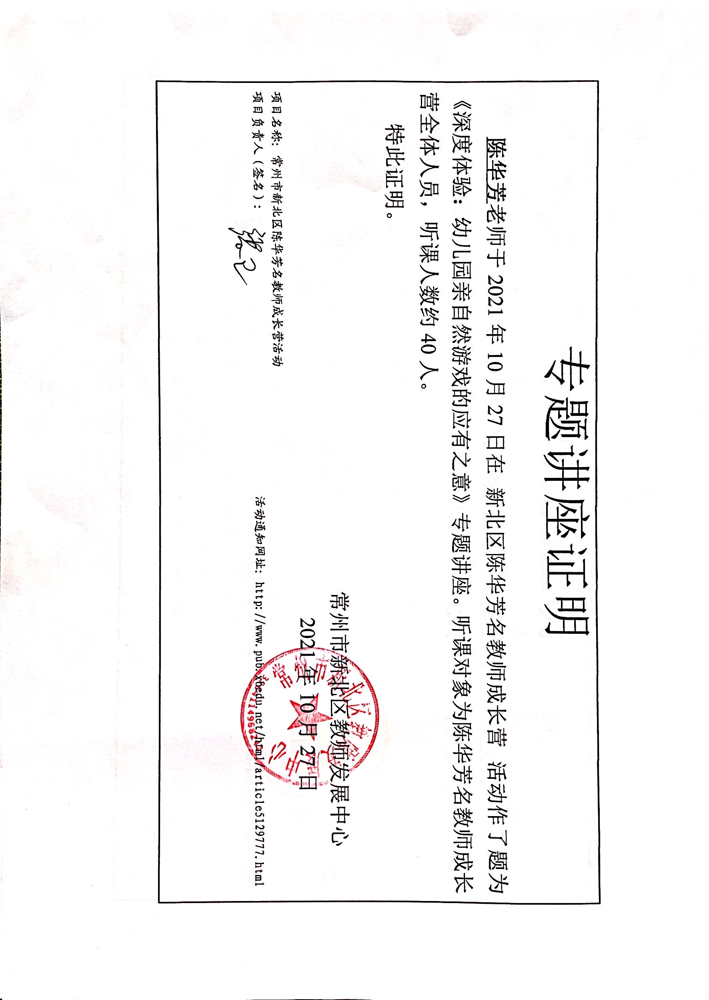 专题讲座证明
陈华芳老师于 2021 年 10 月 27 日在 新北区陈华芳名教师成长营 活动作了题为
《深度体验：幼儿园亲自然游戏的应有之意》专题讲座。听课对象为陈华芳名教师成长
营全体人员，听课人数约 40 人。
特此证明。
常州市新北区教师发展中心
2021 年 10 月 27 日
项目名称：常州市新北区陈华芳名教师成长营活动
项目负责人（签名）：
活动通知网址：http://www.pub.xbedu.net/html/article5129777.html